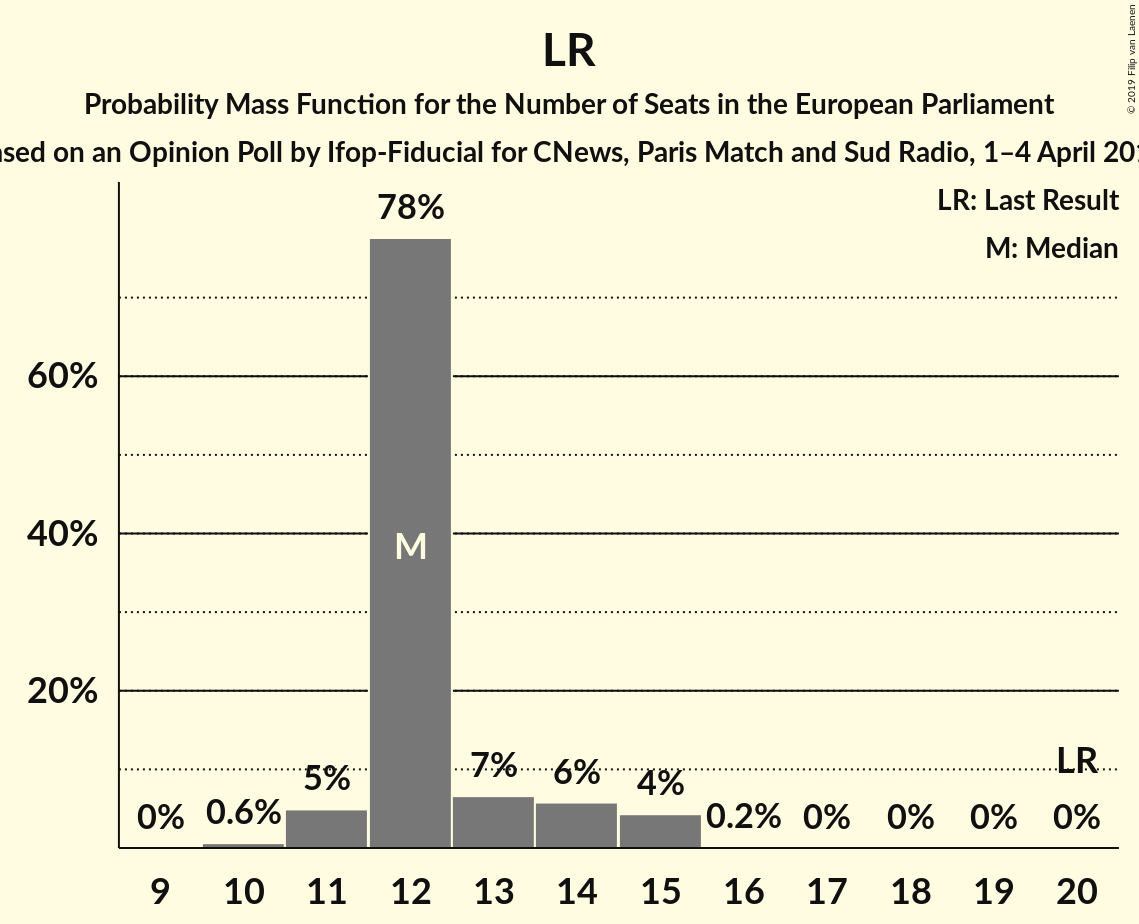 LR
Probability Mass Function for the Number of Seats in the European Parliament
on an Opinion Poll by Ifop-Fiducial for CNews, Paris Match and Sud Radio, 1–4 April
© 2019 Filip van Laenen
LR: Last Result
M: Median
78%
60%
40%
M
20%
LR
7%
6%
5%
4%
0%
0.6%
0.2%
0%
0%
0%
0%
9 10 11 12 13 14 15 16 17 18 19 20